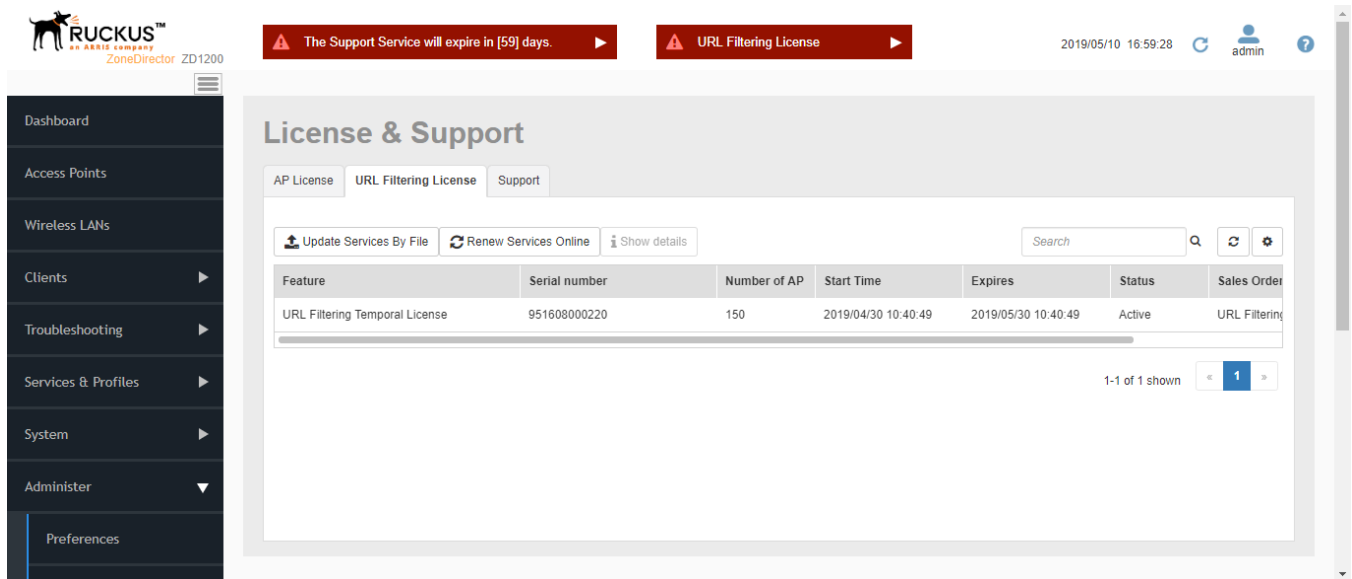 RUCKUS™
an ARRIS company
ZoneDirector ZD1200
The Support Service will expire in [59] days.
URL Filtering License
2019/05/10 16:59:28
admin
?
Dashboard
Access Points
Wireless LANs
Clients
Troubleshooting
Services & Profiles
System
Administer
Preferences
License & Support
AP License URL Filtering License Support
Update Services By File Renew Services Online Show details Search
Feature Serial number Number of AP Start Time Expires Status Sales Order
URL Filtering Temporal License 951608000220 150 2019/04/30 10:40:49 2019/05/30 10:40:49 Active URL Filtering
1-1 of 1 shown « 1 »